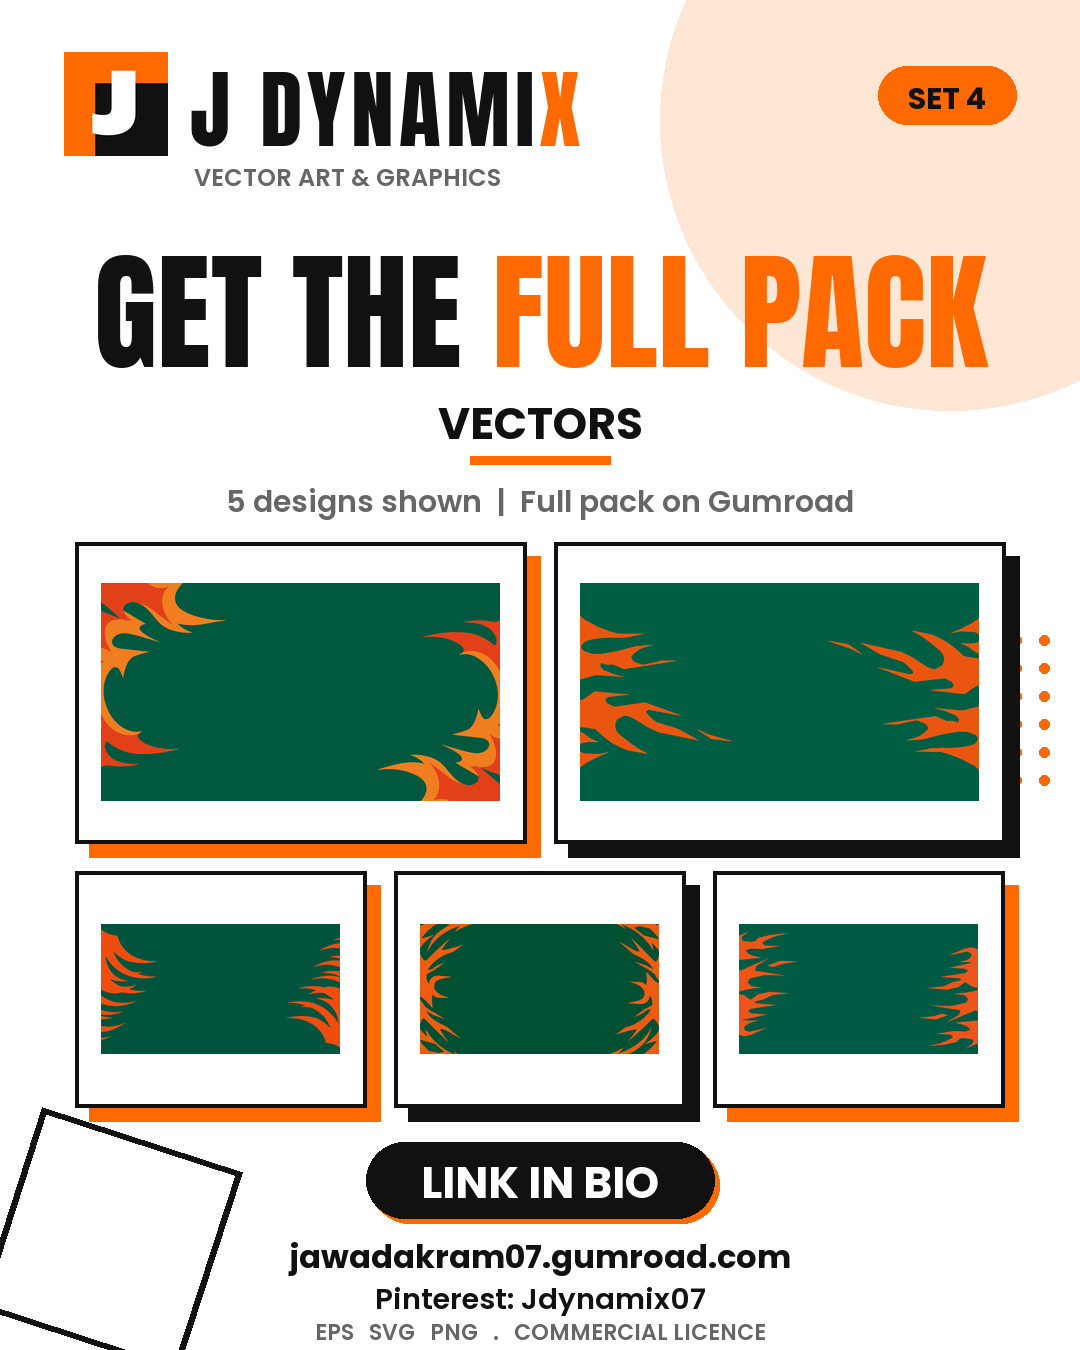 J
J DYNAMIX
VECTOR ART & GRAPHICS
SET 4
GET THE FULL PACK
VECTORS
5 designs shown | Full pack on Gumroad
LINK IN BIO
jawadakram07.gumroad.com
Pinterest: Jdynamix07
EPS SVG PNG . COMMERCIAL LICENCE